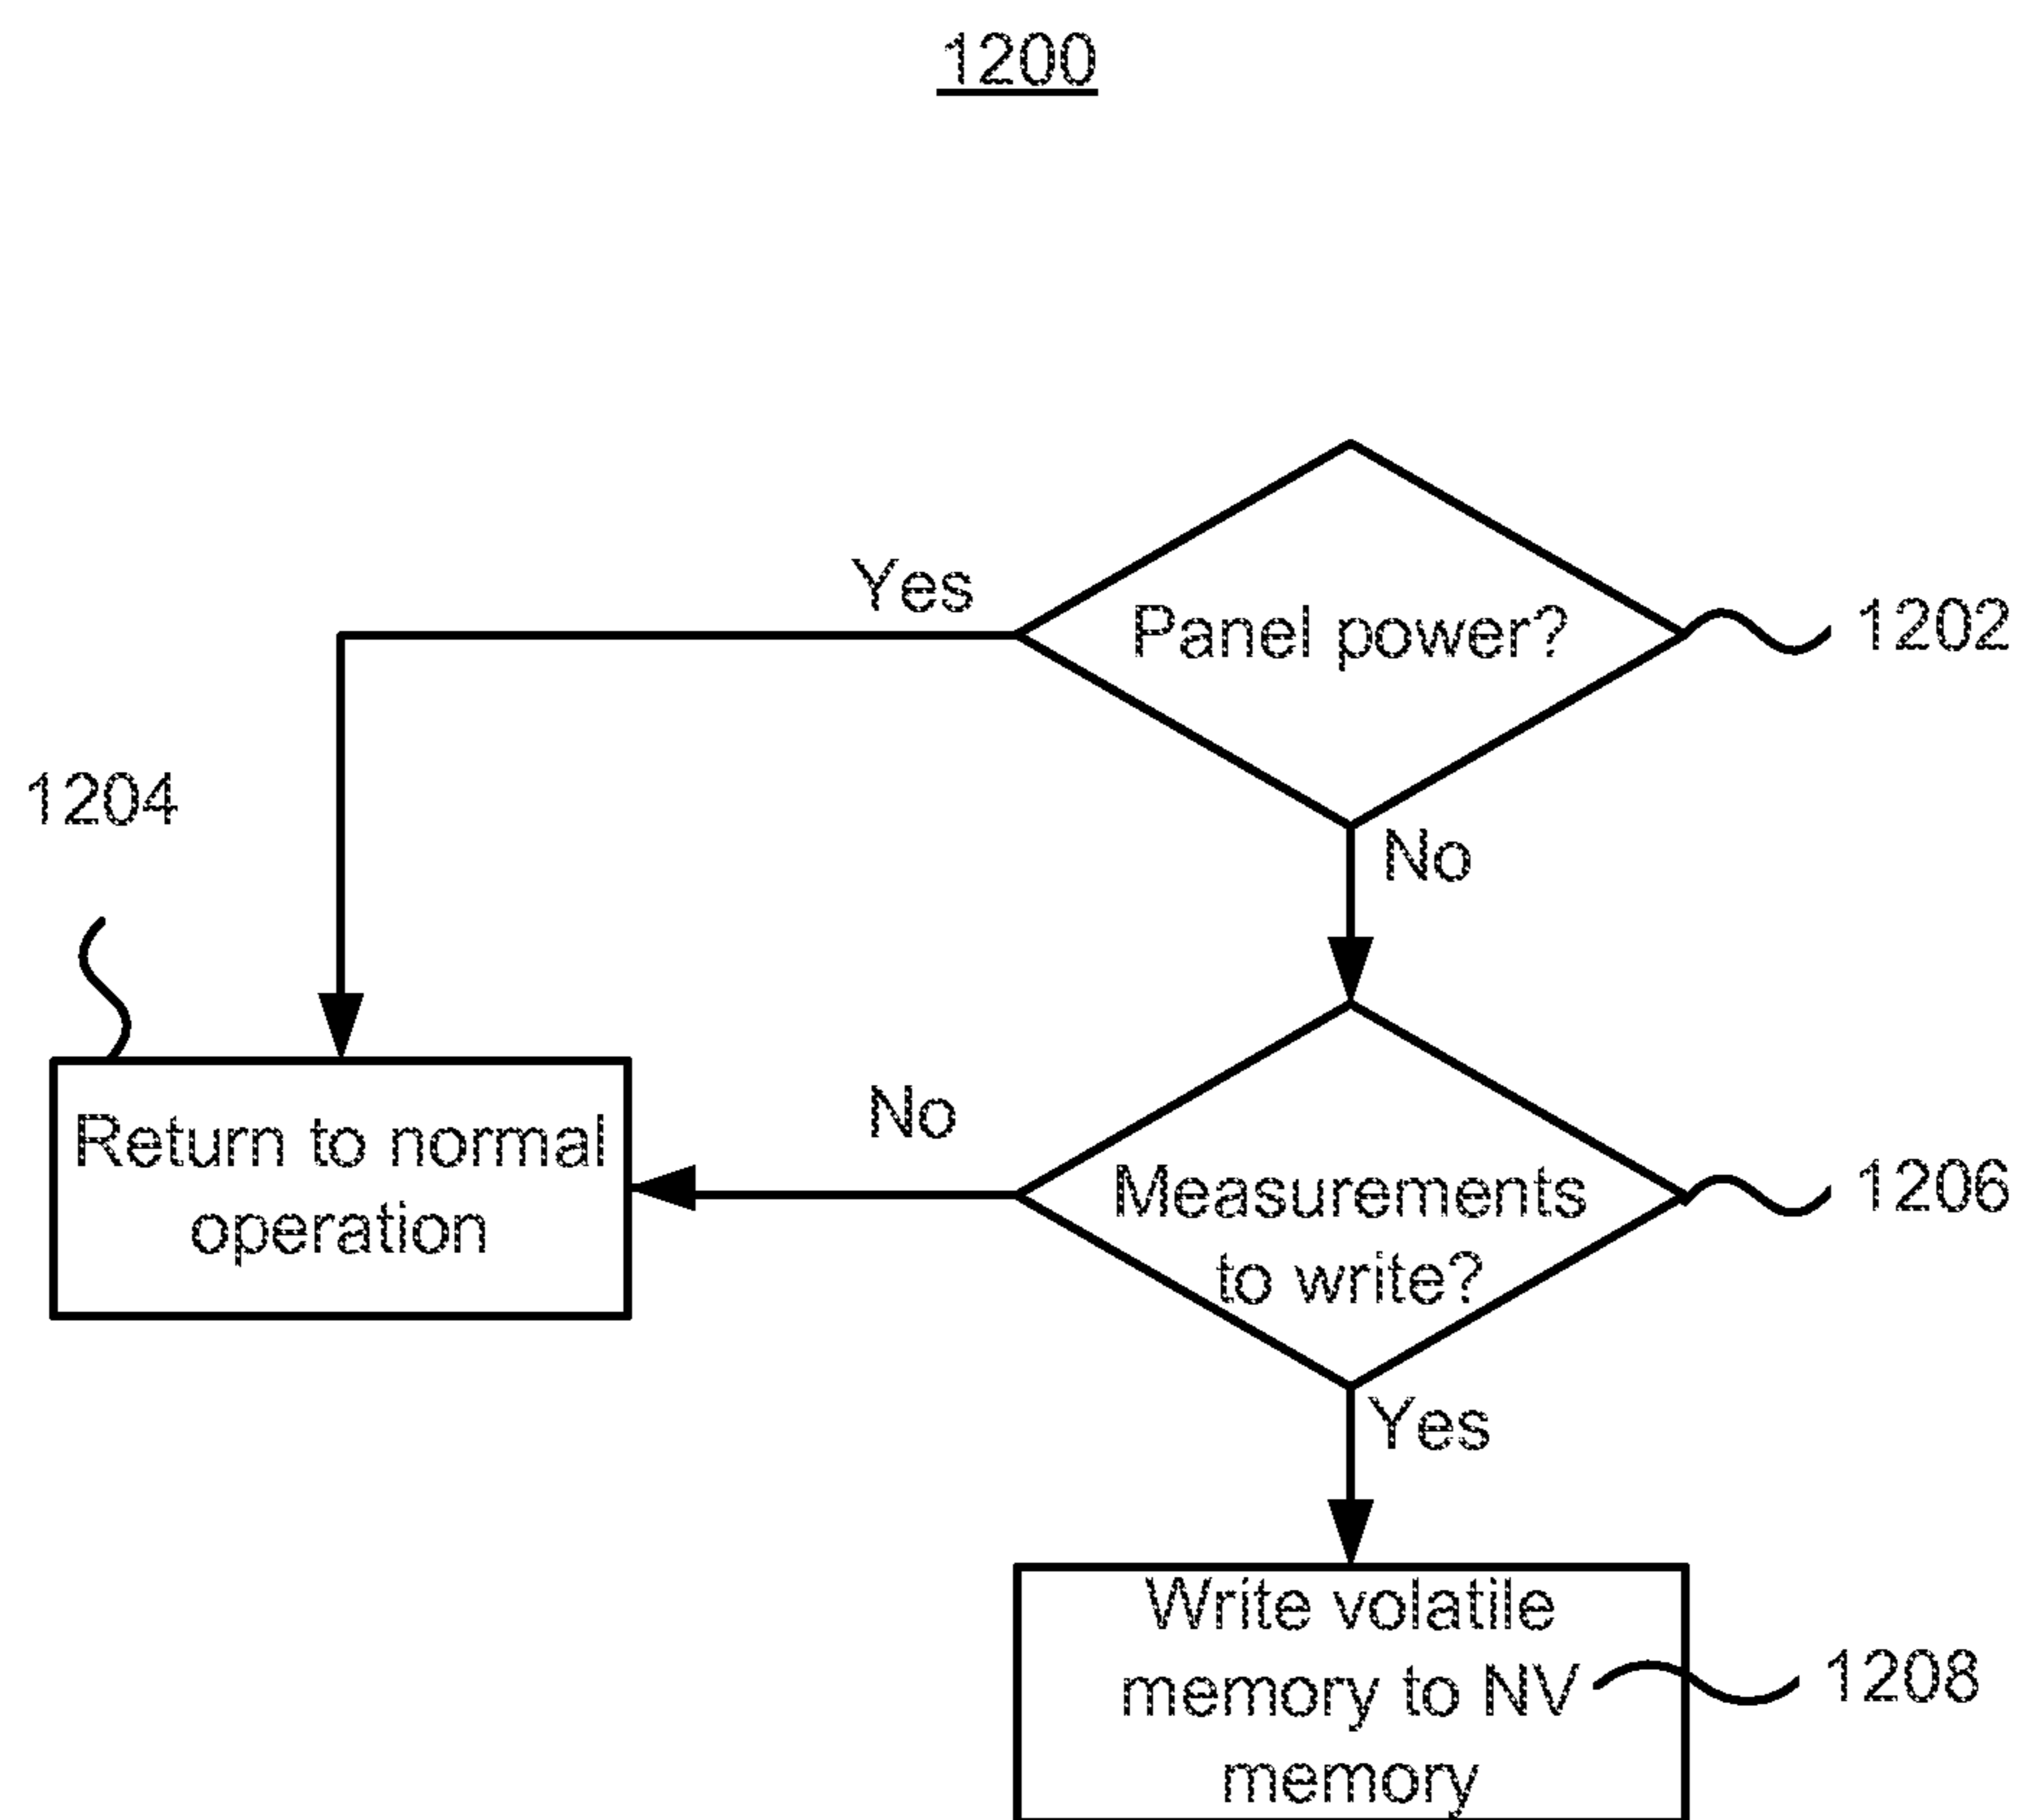 1200
Yes
Panel power?
1202
1204
No
Return to normal
operation
No
Measurements
to write?
1206
Yes
Write volatile
memory to NV
memory
1208